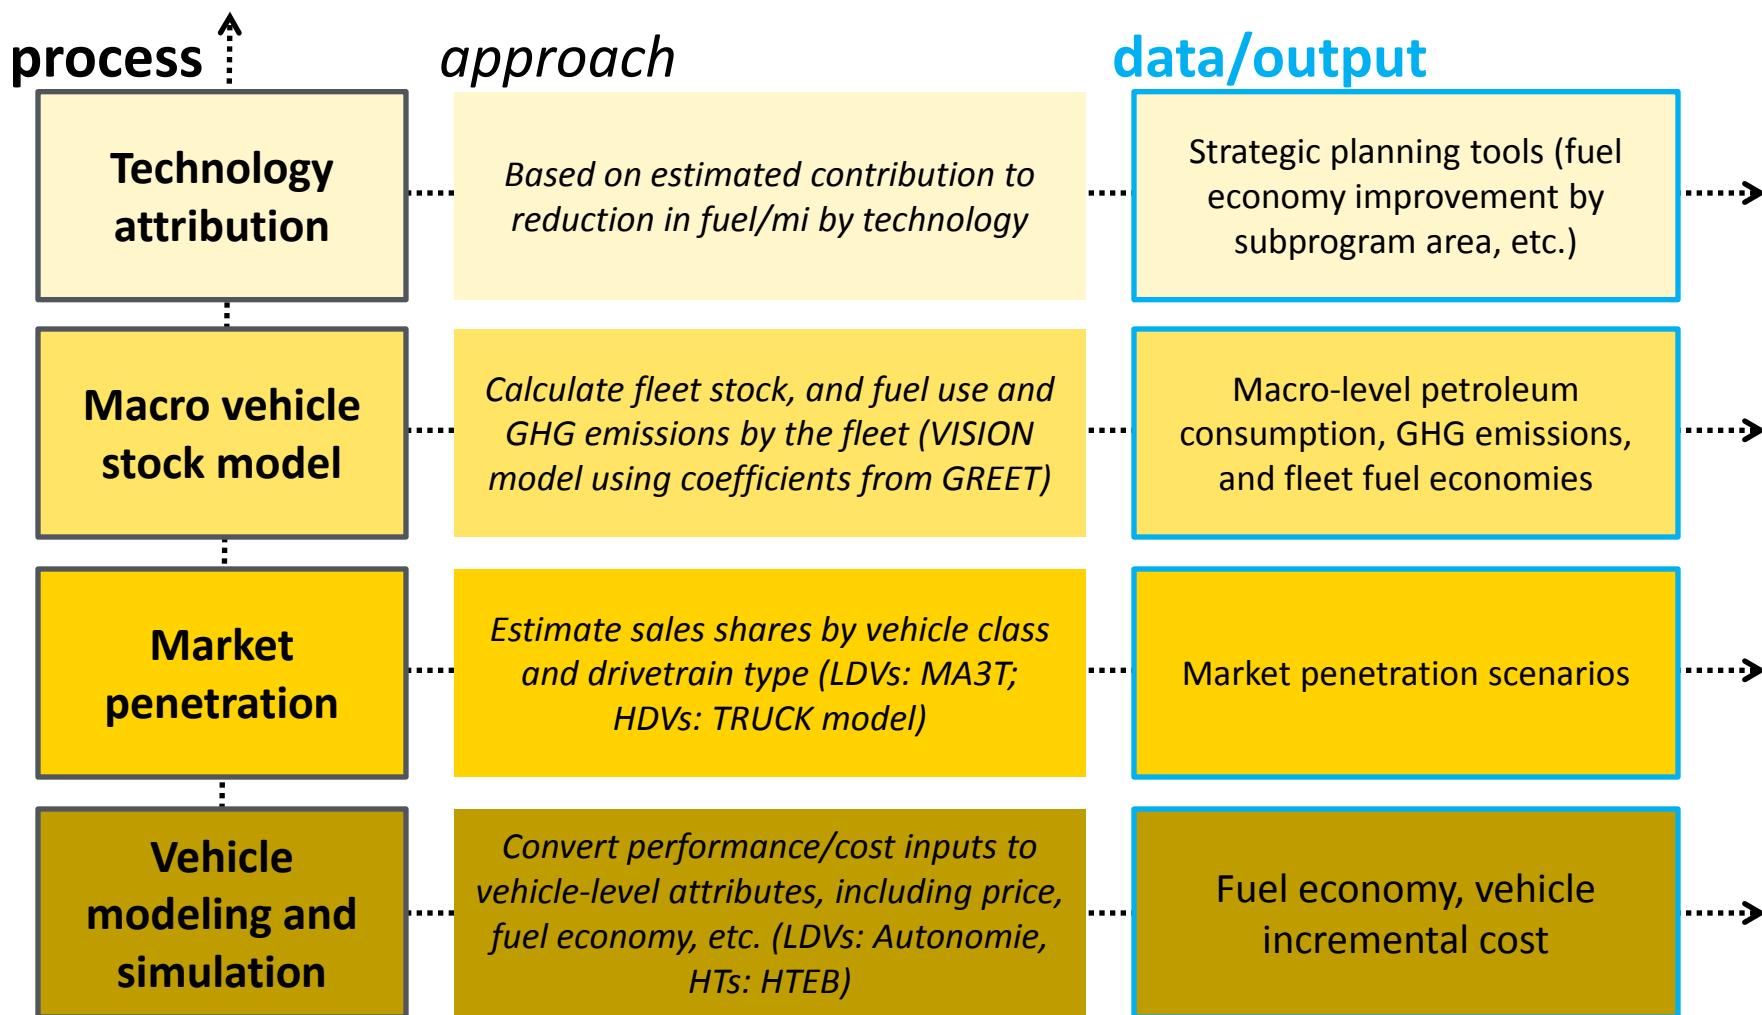 process
approach
data/output
Technology
attribution
Based on estimated contribution to
reduction in fuel/mi by technology
Strategic planning tools (fuel
economy improvement by
subprogram area, etc.)
Macro vehicle
stock model
Calculate fleet stock, and fuel use and
GHG emissions by the fleet (VISION
model using coefficients from GREET)
Macro-level petroleum
consumption, GHG emissions,
and fleet fuel economies
Market
penetration
Estimate sales shares by vehicle class
and drivetrain type (LDVs: MA3T;
HDVs: TRUCK model)
Market penetration scenarios
Vehicle
modeling and
simulation
Convert performance/cost inputs to
vehicle-level attributes, including price,
fuel economy, etc. (LDVs: Autonomie,
HTs: HTEB)
Fuel economy, vehicle
incremental cost